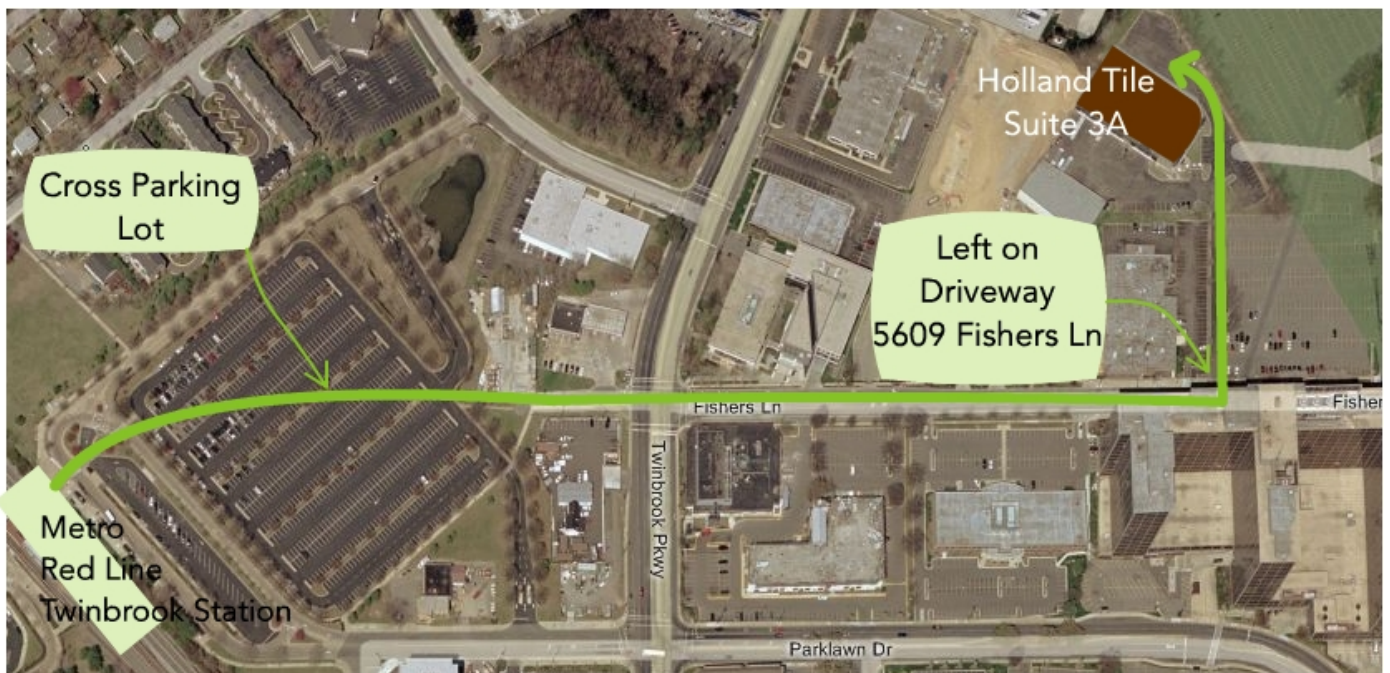 Holland Tile
Suite 3A
Cross Parking
Lot
Left on
Driveway
5609 Fishers Ln
Fishers Ln
Fisher
Twinbrook Pkwy
Metro
Red Line
Twinbrook Station
Parklawn Dr